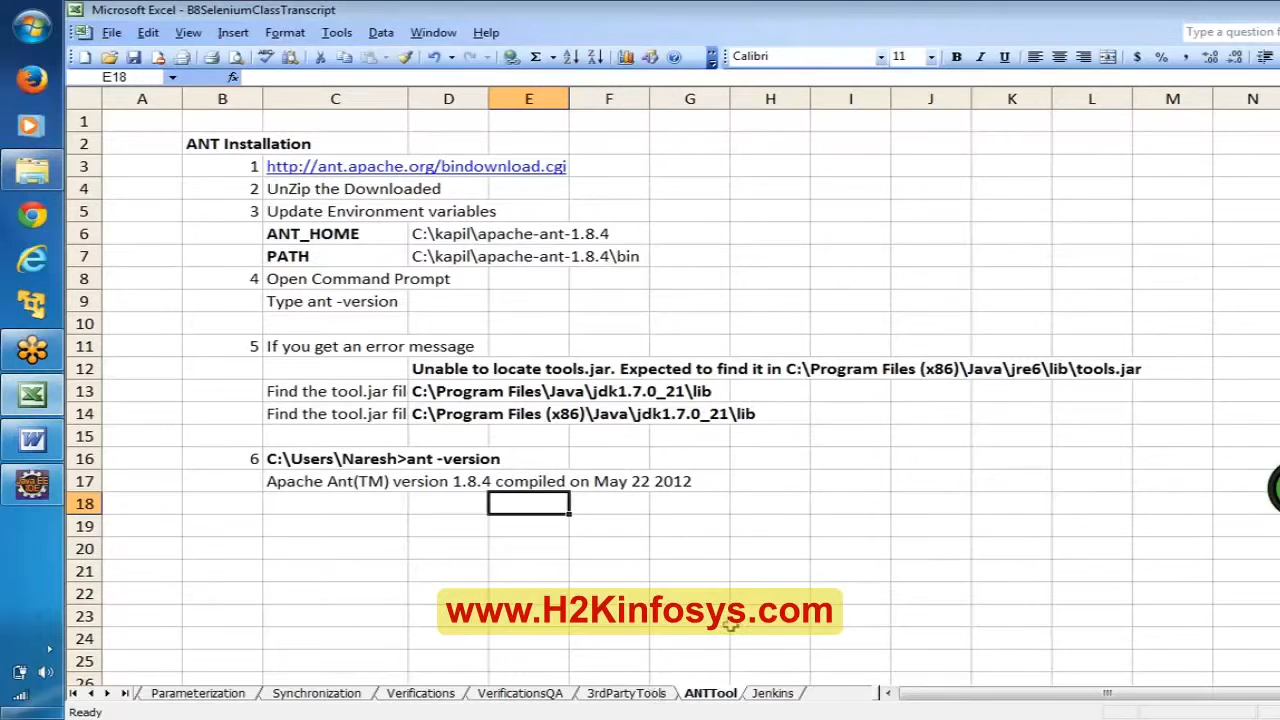 Microsoft Excel - B8SeleniumClassTranscript
File Edit View Insert Format Tools Data Window Help
Type a question f
Calibri 11 B I U $ %
E18 fx
A B C D E F G H I J K L M N
1
2 ANT Installation
3 1 http://ant.apache.org/bindownload.cgi
4 2 UnZip the Downloaded
5 3 Update Environment variables
6 ANT_HOME C:\kapil\apache-ant-1.8.4
7 PATH C:\kapil\apache-ant-1.8.4\bin
8 4 Open Command Prompt
9 Type ant -version
10
11 5 If you get an error message
12 Unable to locate tools.jar. Expected to find it in C:\Program Files (x86)\Java\jre6\lib\tools.jar
13 Find the tool.jar fil C:\Program Files\Java\jdk1.7.0_21\lib
14 Find the tool.jar fil C:\Program Files (x86)\Java\jdk1.7.0_21\lib
15
16 6 C:\Users\Naresh>ant -version
17 Apache Ant(TM) version 1.8.4 compiled on May 22 2012
18
19
20
21
22
www.H2Kinfosys.com
23
24
25
26
Parameterization Synchronization Verifications VerificationsQA 3rdPartyTools ANTTool Jenkins
Ready